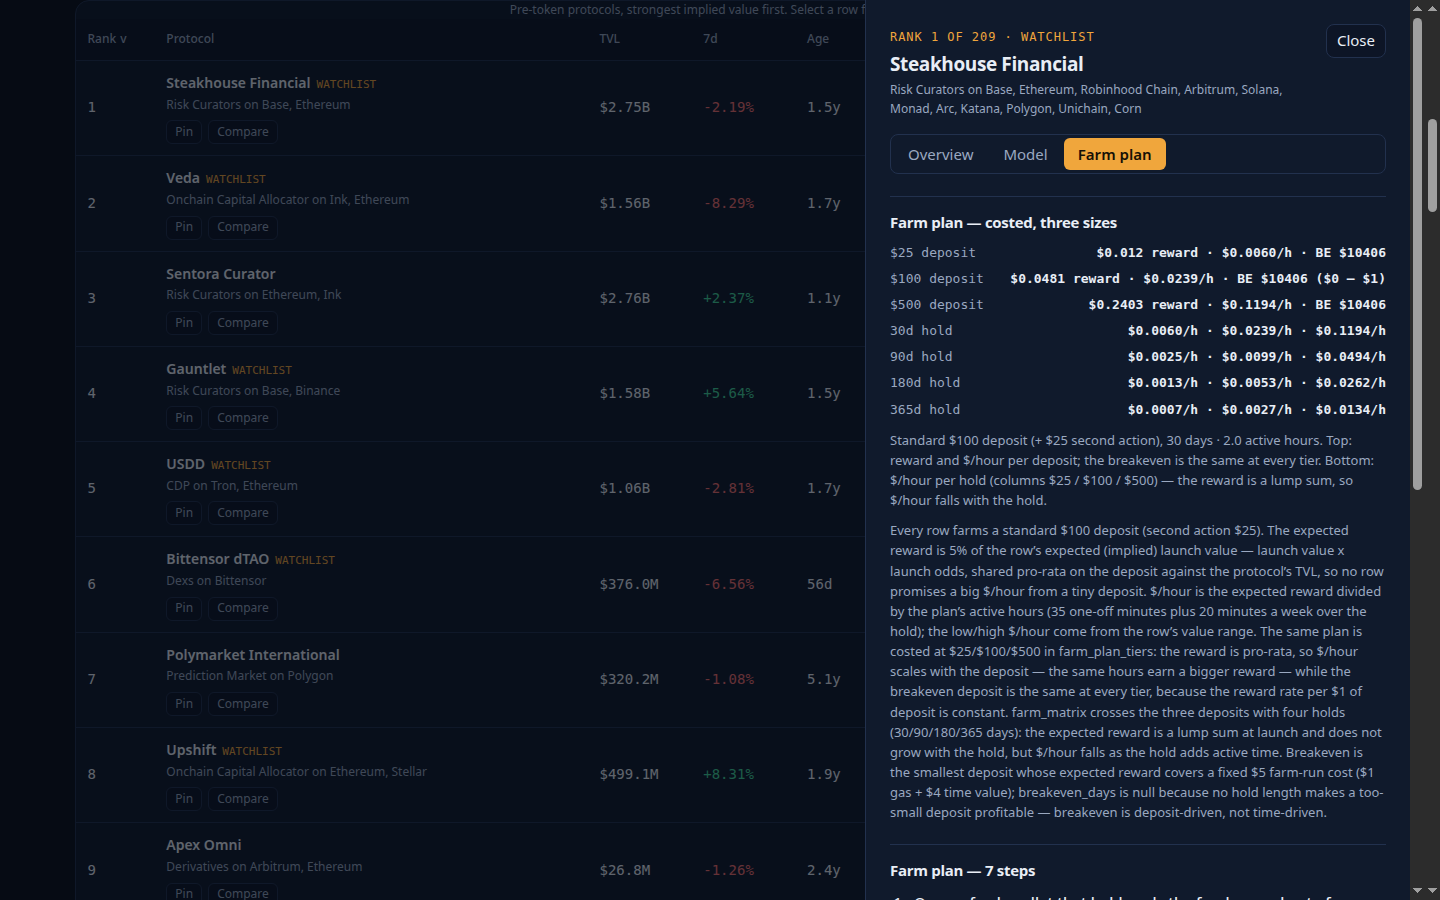 Pre-token protocols, strongest implied value first. Select a row f
Rank v Protocol TVL 7d Age
1 Steakhouse Financial WATCHLIST $2.75B -2.19% 1.5y
Risk Curators on Base, Ethereum
Pin Compare
2 Veda WATCHLIST $1.56B -8.29% 1.7y
Onchain Capital Allocator on Ink, Ethereum
Pin Compare
3 Sentora Curator $2.76B +2.37% 1.1y
Risk Curators on Ethereum, Ink
Pin Compare
4 Gauntlet WATCHLIST $1.58B +5.64% 1.5y
Risk Curators on Base, Binance
Pin Compare
5 USDD WATCHLIST $1.06B -2.81% 1.7y
CDP on Tron, Ethereum
Pin Compare
6 Bittensor dTAO WATCHLIST $376.0M -6.56% 56d
Dexs on Bittensor
Pin Compare
7 Polymarket International $320.2M -1.08% 5.1y
Prediction Market on Polygon
Pin Compare
8 Upshift WATCHLIST $499.1M +8.31% 1.9y
Onchain Capital Allocator on Ethereum, Stellar
Pin Compare
9 Apex Omni $26.8M -1.26% 2.4y
Derivatives on Arbitrum, Ethereum
Pin Compare
RANK 1 OF 209 · WATCHLIST
Close
Steakhouse Financial
Risk Curators on Base, Ethereum, Robinhood Chain, Arbitrum, Solana,
Monad, Arc, Katana, Polygon, Unichain, Corn
Overview Model Farm plan
Farm plan — costed, three sizes
$25 deposit $0.012 reward · $0.0060/h · BE $10406
$100 deposit $0.0481 reward · $0.0239/h · BE $10406 ($0 — $1)
$500 deposit $0.2403 reward · $0.1194/h · BE $10406
30d hold $0.0060/h · $0.0239/h · $0.1194/h
90d hold $0.0025/h · $0.0099/h · $0.0494/h
180d hold $0.0013/h · $0.0053/h · $0.0262/h
365d hold $0.0007/h · $0.0027/h · $0.0134/h
Standard $100 deposit (+ $25 second action), 30 days · 2.0 active hours. Top:
reward and $/hour per deposit; the breakeven is the same at every tier. Bottom:
$/hour per hold (columns $25 / $100 / $500) — the reward is a lump sum, so
$/hour falls with the hold.
Every row farms a standard $100 deposit (second action $25). The expected
reward is 5% of the row's expected (implied) launch value — launch value x
launch odds, shared pro-rata on the deposit against the protocol's TVL, so no row
promises a big $/hour from a tiny deposit. $/hour is the expected reward divided
by the plan's active hours (35 one-off minutes plus 20 minutes a week over the
hold); the low/high $/hour come from the row's value range. The same plan is
costed at $25/$100/$500 in farm_plan_tiers: the reward is pro-rata, so $/hour
scales with the deposit — the same hours earn a bigger reward — while the
breakeven deposit is the same at every tier, because the reward rate per $1 of
deposit is constant. farm_matrix crosses the three deposits with four holds
(30/90/180/365 days): the expected reward is a lump sum at launch and does not
grow with the hold, but $/hour falls as the hold adds active time. Breakeven is
the smallest deposit whose expected reward covers a fixed $5 farm-run cost ($1
gas + $4 time value); breakeven_days is null because no hold length makes a too-
small deposit profitable — breakeven is deposit-driven, not time-driven.
Farm plan — 7 steps